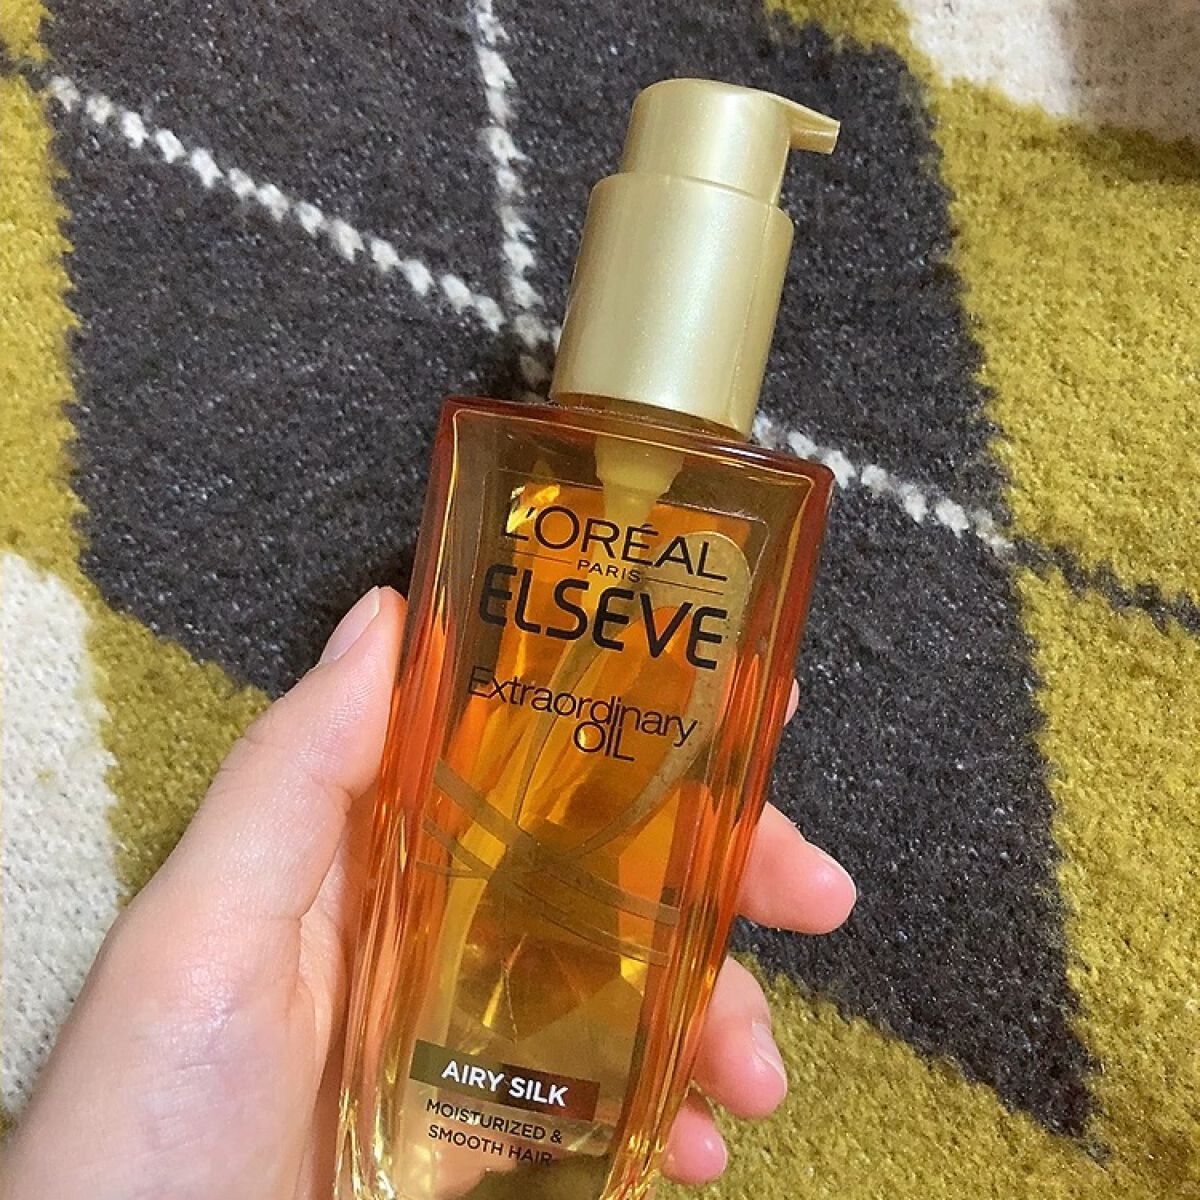 L'ORÉAL
PARIS
ELSEVE
Extraordinary
OIL
AIRY SILK
MOISTURIZED &
SMOOTH HAIR